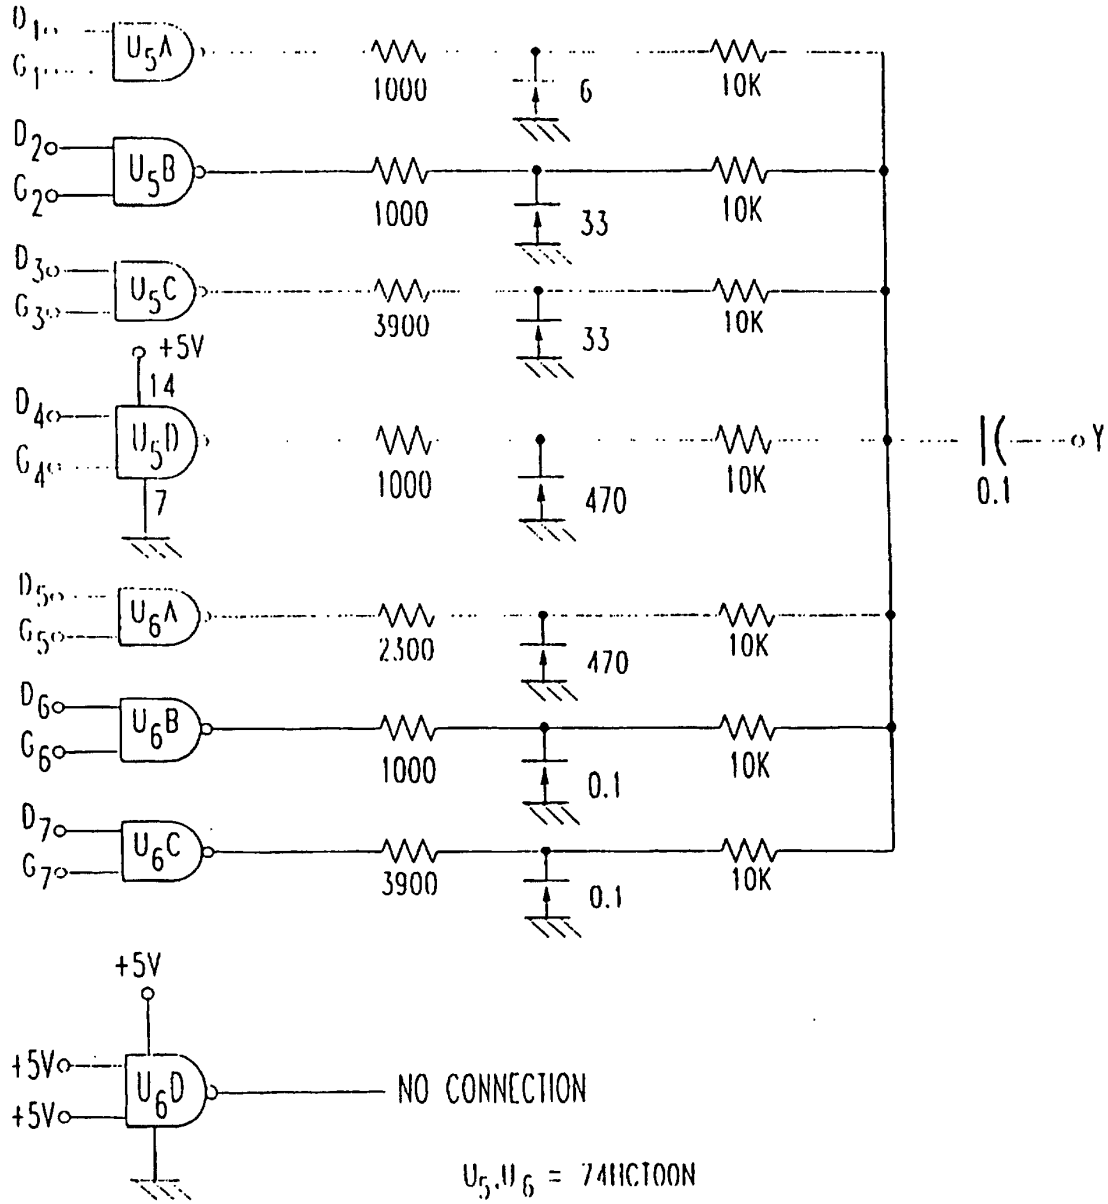 D1 U5A
G1 1000 6 10K
D2 U5B
G2 1000 33 10K
D3 U5C
G3 3900 33 10K
+5V
14
D4 U5D Y
G4 1000 470 10K 0.1
7
D5 U6A
G5 2300 470 10K
D6 U6B
G6 1000 0.1 10K
D7 U6C
G7 3900 0.1 10K
+5V
+5V U6D NO CONNECTION
+5V
U5,U6 = 74HCT00N